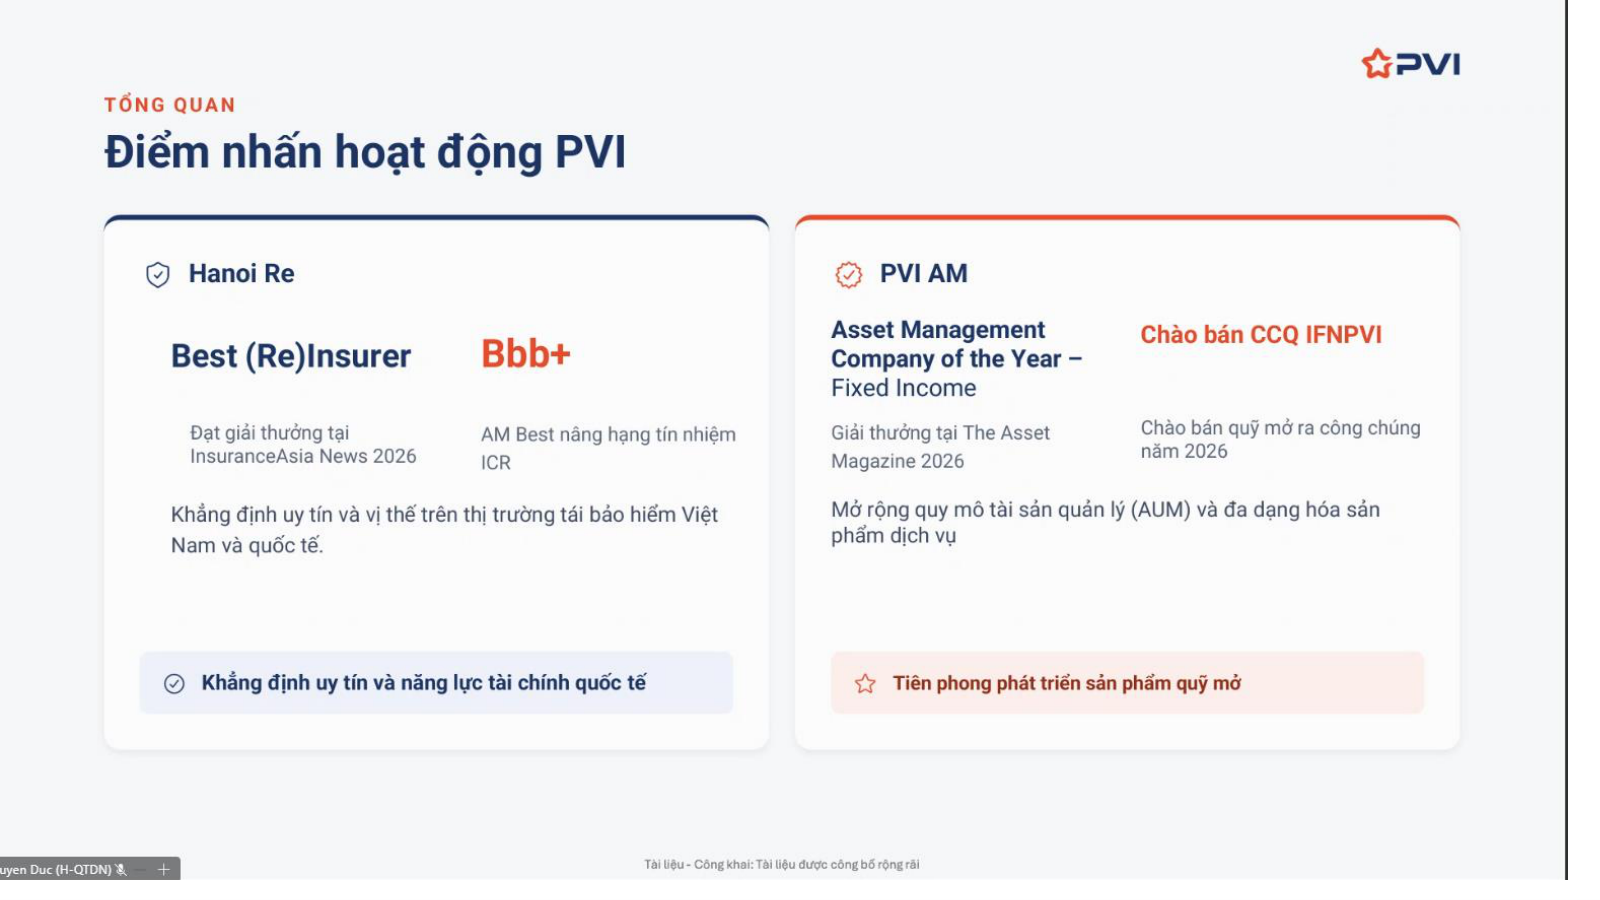 PVI
TỔNG QUAN
Điểm nhấn hoạt động PVI
Hanoi Re
Best (Re)Insurer
Bbb+
Đạt giải thưởng tại
InsuranceAsia News 2026
AM Best nâng hạng tín nhiệm
ICR
Khẳng định uy tín và vị thế trên thị trường tái bảo hiểm Việt
Nam và quốc tế.
Khẳng định uy tín và năng lực tài chính quốc tế
PVI AM
Asset Management
Company of the Year –
Fixed Income
Chào bán CCQ IFNPVI
Giải thưởng tại The Asset
Magazine 2026
Chào bán quỹ mở ra công chúng
năm 2026
Mở rộng quy mô tài sản quản lý (AUM) và đa dạng hóa sản
phẩm dịch vụ
Tiên phong phát triển sản phẩm quỹ mở
Tài liệu - Công khai: Tài liệu được công bố rộng rãi
uyen Duc (H-QTDN)